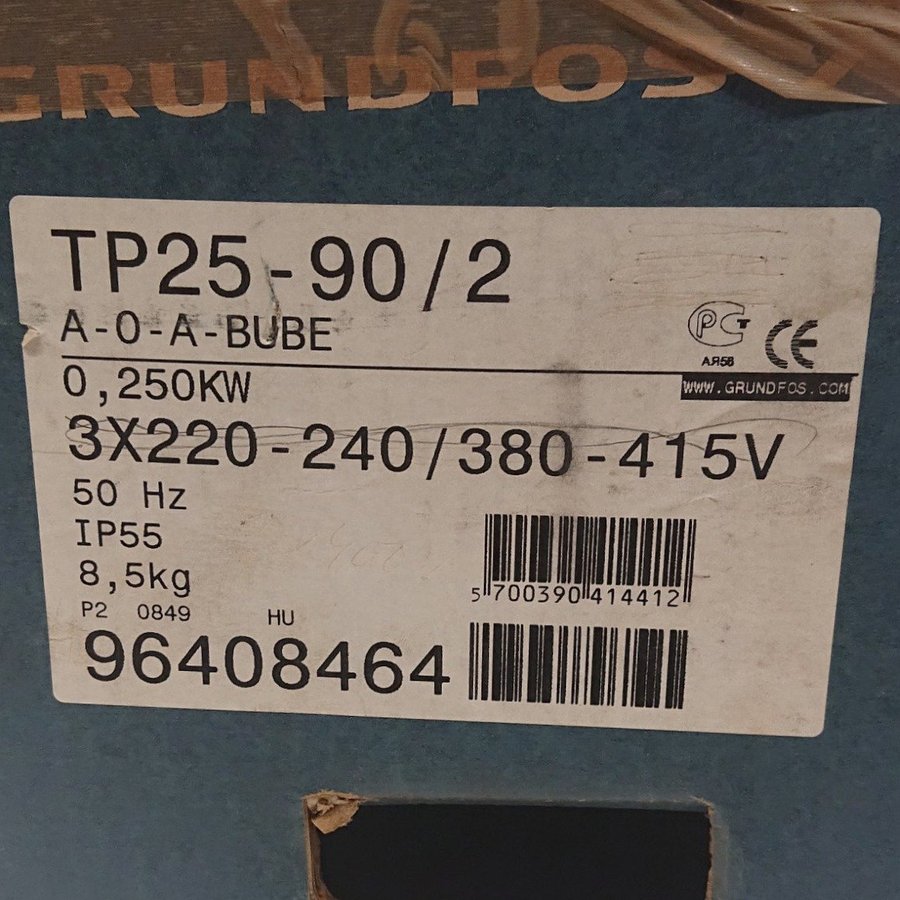 GRUNDFOS
TP25-90/2
A-O-A-BUBE
PCT
АЯ56
CE
WWW.GRUNDFOS.COM
0,250KW
3X220-240/380-415V
50 Hz
IP55
8,5kg
5 700390 414412
P2 0849 HU
96408464